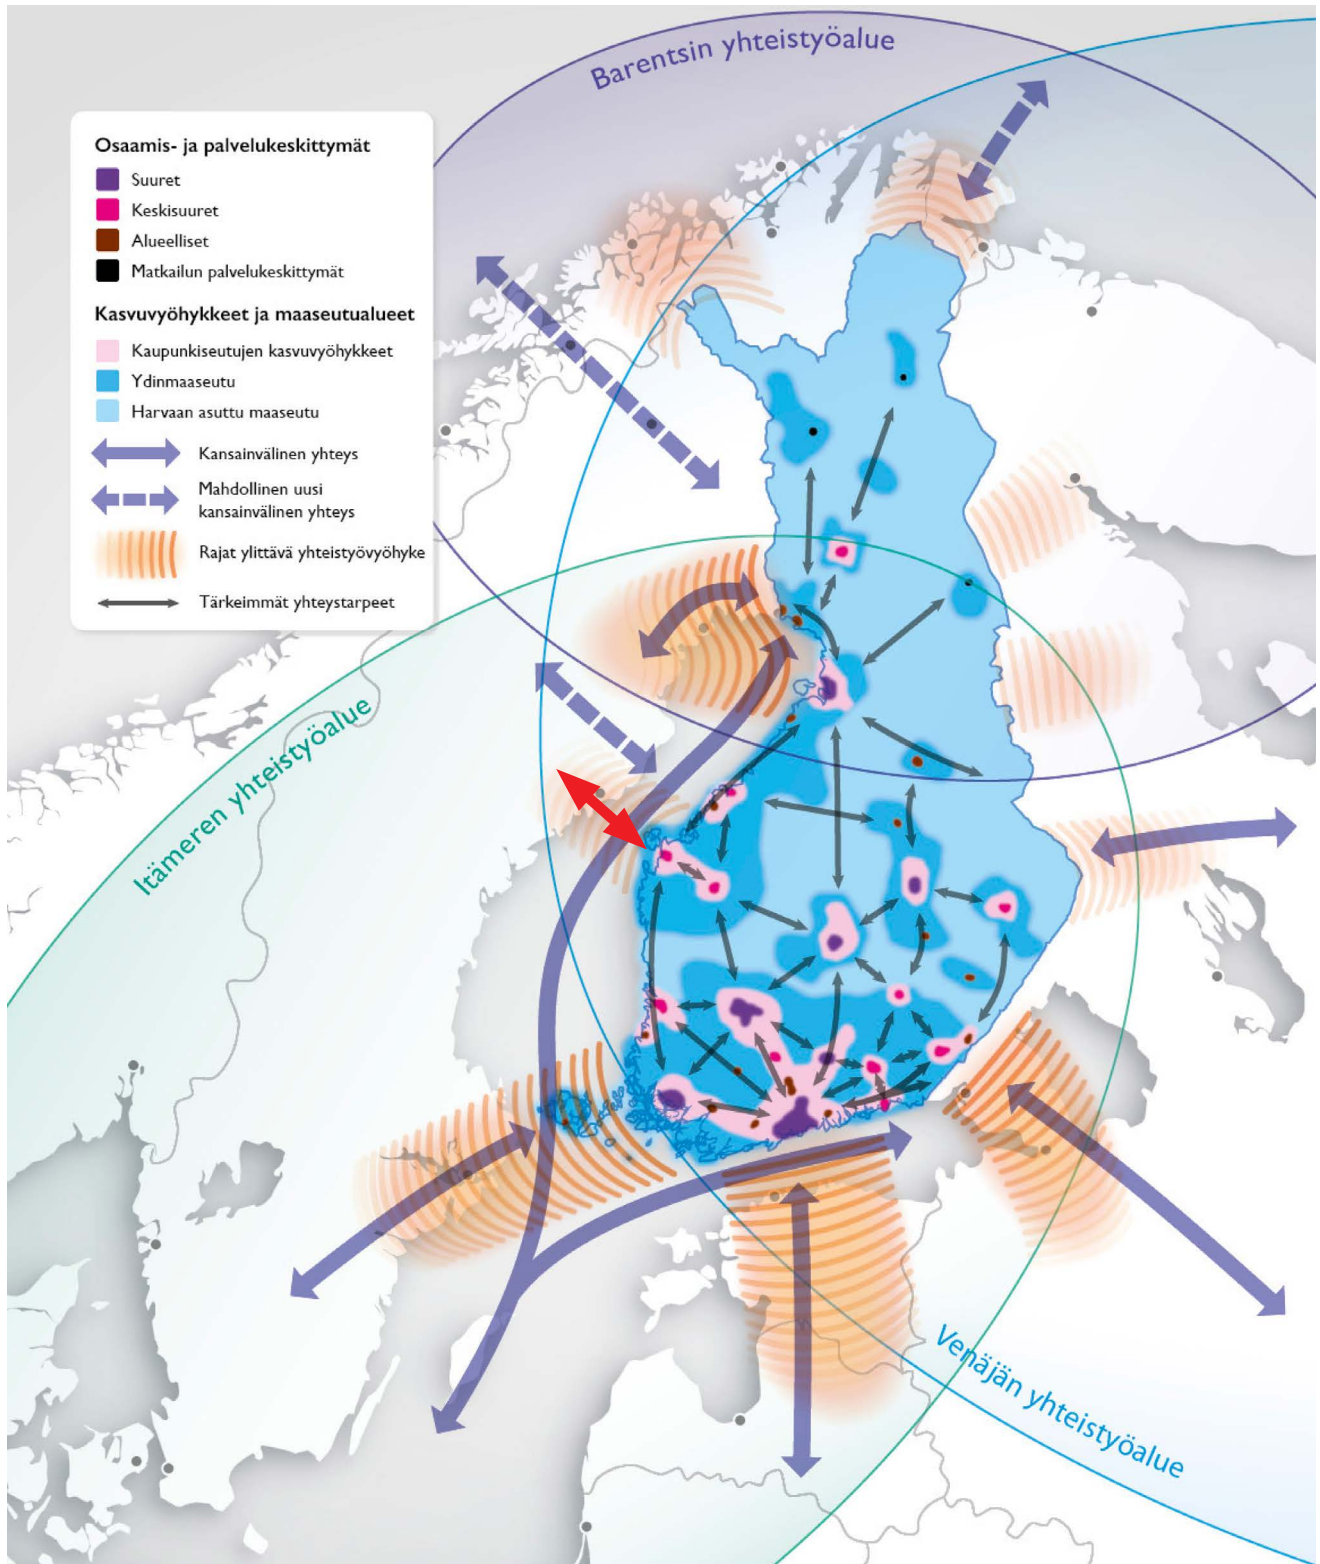 Barentsin yhteistyöalue
Osaamis- ja palvelukeskittymät
Suuret
Keskisuuret
Alueelliset
Matkailun palvelukeskittymät
Kasvuvyöhykkeet ja maaseutualueet
Kaupunkiseutujen kasvuvyöhykkeet
Ydinmaaseutu
Harvaan asuttu maaseutu
Kansainvälinen yhteys
Mahdollinen uusi
kansainvälinen yhteys
Rajat ylittävä yhteistyövyöhyke
Tärkeimmät yhteystarpeet
Itämeren yhteistyöalue
Venäjän yhteistyöalue